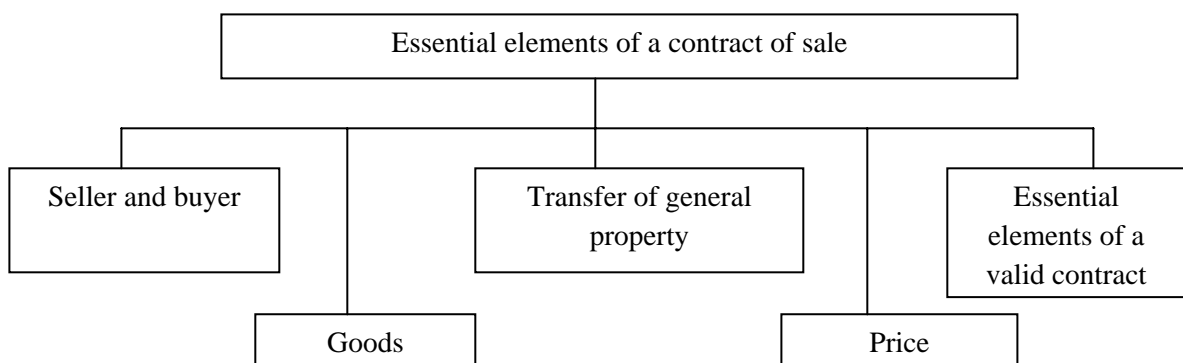 Essential elements of a contract of sale
Seller and buyer
Transfer of general
property
Essential
elements of a
valid contract
Goods
Price